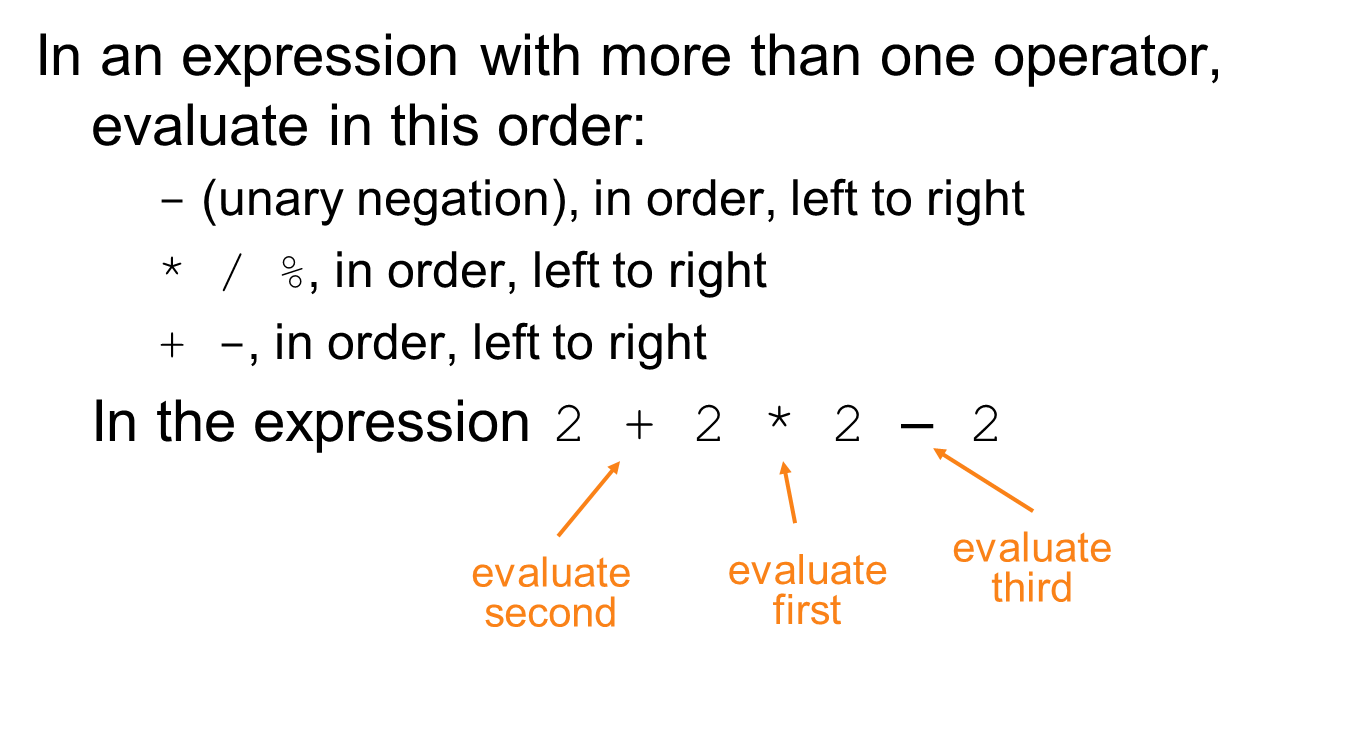 In an expression with more than one operator,
evaluate in this order:
– (unary negation), in order, left to right
* / %, in order, left to right
+ –, in order, left to right
In the expression 2 + 2 * 2 – 2
evaluate
second
evaluate
first
evaluate
third